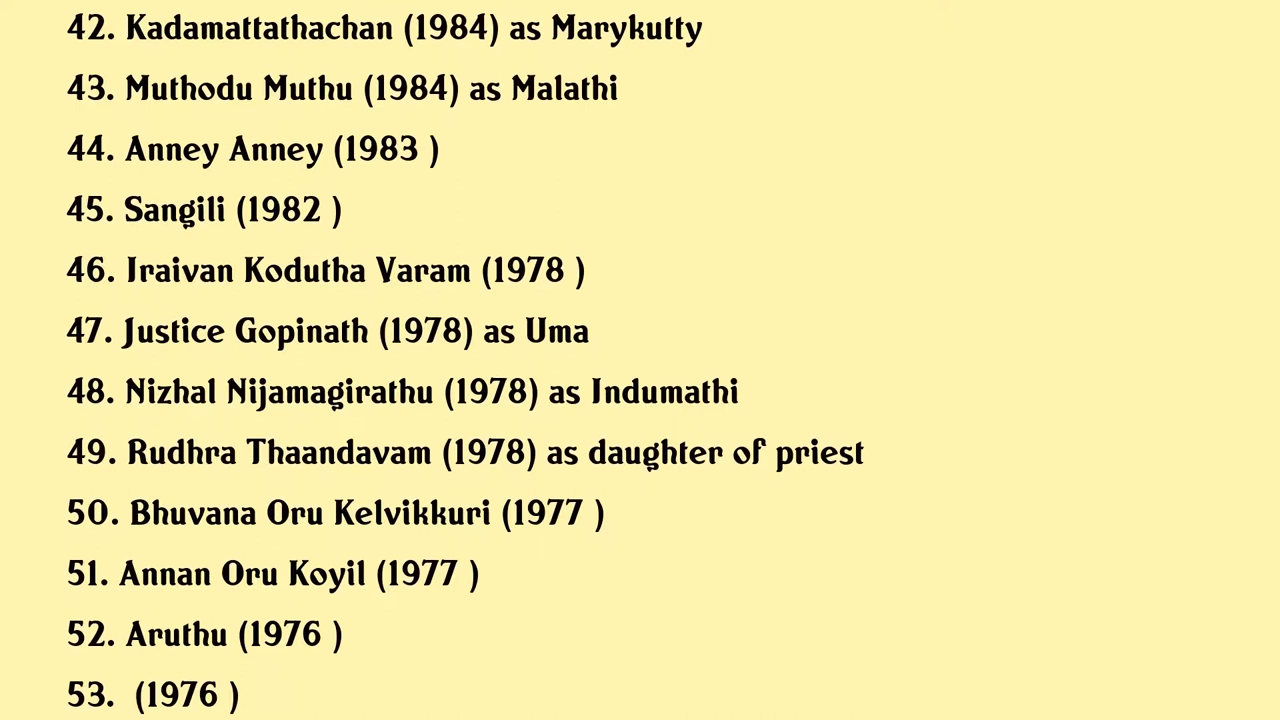 42. Kadamattathachan (1984) as Marykutty
43. Muthodu Muthu (1984) as Malathi
44. Anney Anney (1983 )
45. Sangili (1982 )
46. Iraivan Kodutha Varam (1978 )
47. Justice Gopinath (1978) as Uma
48. Nizhal Nijamagirathu (1978) as Indumathi
49. Rudhra Thaandavam (1978) as daughter of priest
50. Bhuvana Oru Kelvikkuri (1977 )
51. Annan Oru Koyil (1977 )
52. Aruthu (1976 )
53.  (1976 )